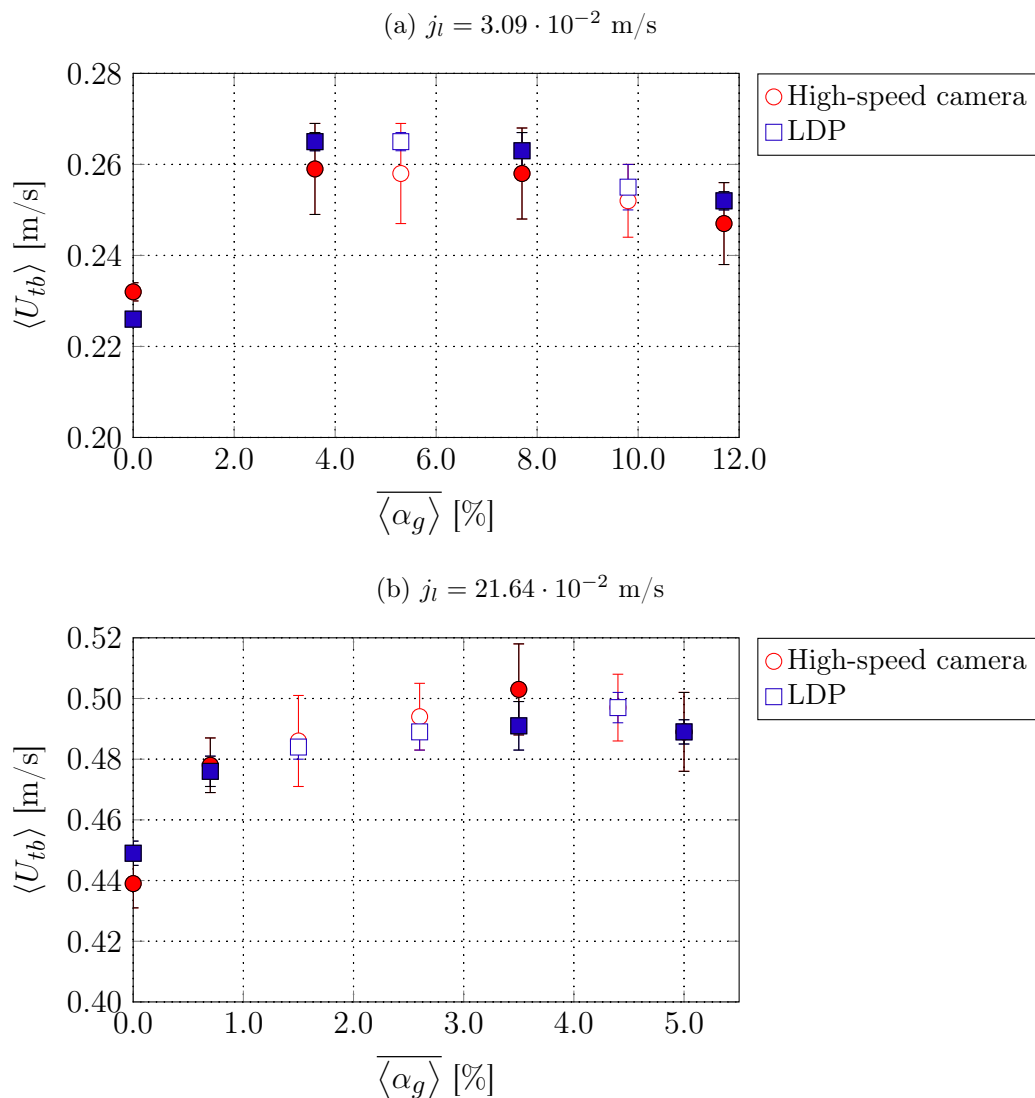 (a) j_l = 3.09 · 10⁻² m/s
0.28
0.26
0.24
0.22
0.20
⟨U_tb⟩ [m/s]
0.0 2.0 4.0 6.0 8.0 10.0 12.0
⟨α_g⟩ [%]
High-speed camera
LDP
(b) j_l = 21.64 · 10⁻² m/s
0.52
0.50
0.48
0.46
0.44
0.42
0.40
⟨U_tb⟩ [m/s]
0.0 1.0 2.0 3.0 4.0 5.0
⟨α_g⟩ [%]
High-speed camera
LDP